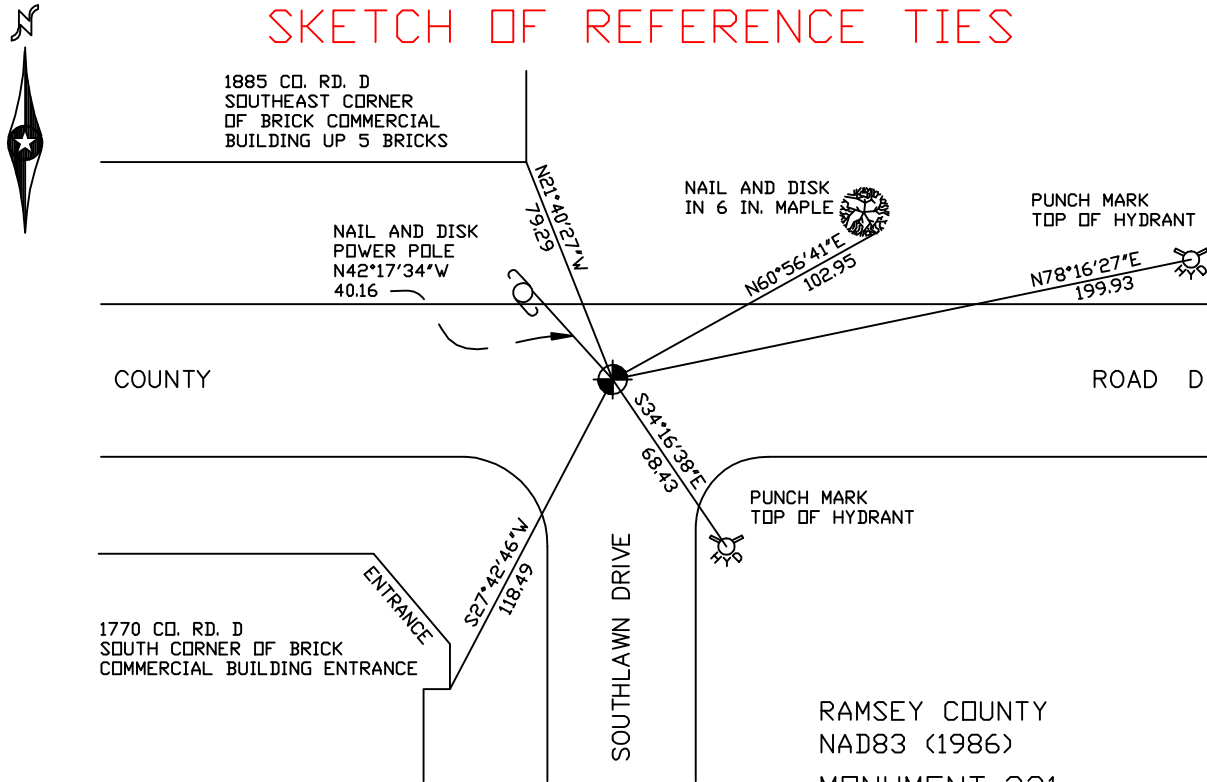 N
SKETCH OF REFERENCE TIES
1885 CO. RD. D
SOUTHEAST CORNER
OF BRICK COMMERCIAL
BUILDING UP 5 BRICKS
N21°40'27"W
79.29
NAIL AND DISK
IN 6 IN. MAPLE
PUNCH MARK
TOP OF HYDRANT
NAIL AND DISK
POWER POLE
N42°17'34"W
40.16
N60°56'41"E
102.95
N78°16'27"E
199.93
HYD
COUNTY
ROAD D
S34°16'38"E
68.43
PUNCH MARK
TOP OF HYDRANT
HYD
S27°42'46"W
118.49
ENTRANCE
SOUTHLAWN DRIVE
1770 CO. RD. D
SOUTH CORNER OF BRICK
COMMERCIAL BUILDING ENTRANCE
RAMSEY COUNTY
NAD83 (1986)
MONUMENT